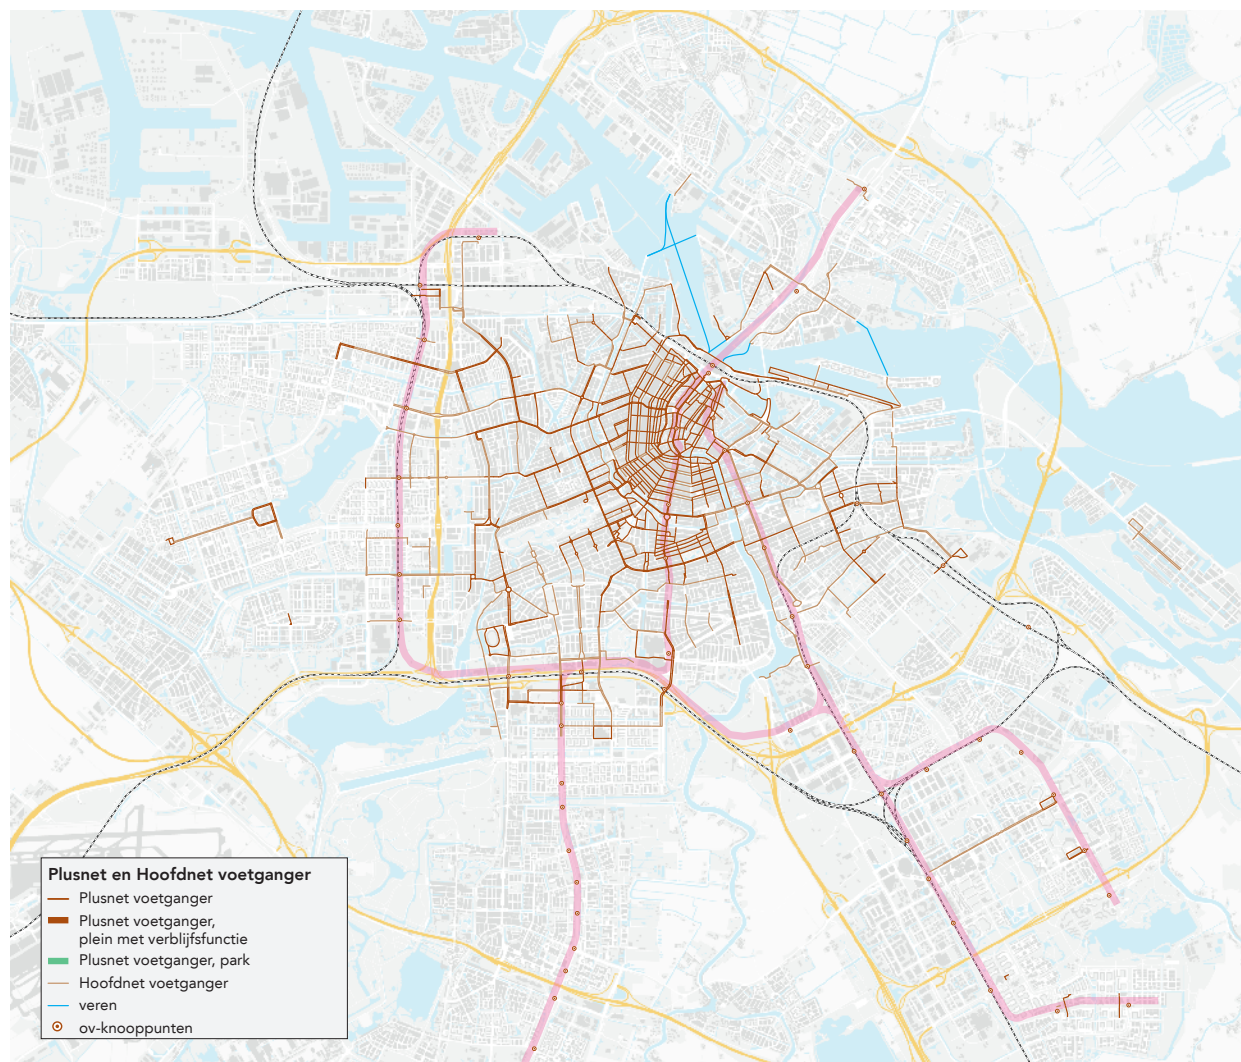 Plusnet en Hoofdnet voetganger
Plusnet voetganger
Plusnet voetganger,
plein met verblijfsfunctie
Plusnet voetganger, park
Hoofdnet voetganger
veren
ov-knooppunten